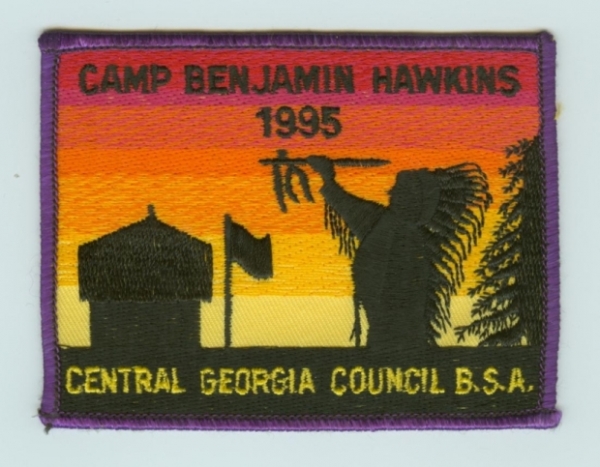 CAMP BENJAMIN HAWKINS
1995
CENTRAL GEORGIA COUNCIL B.S.A.